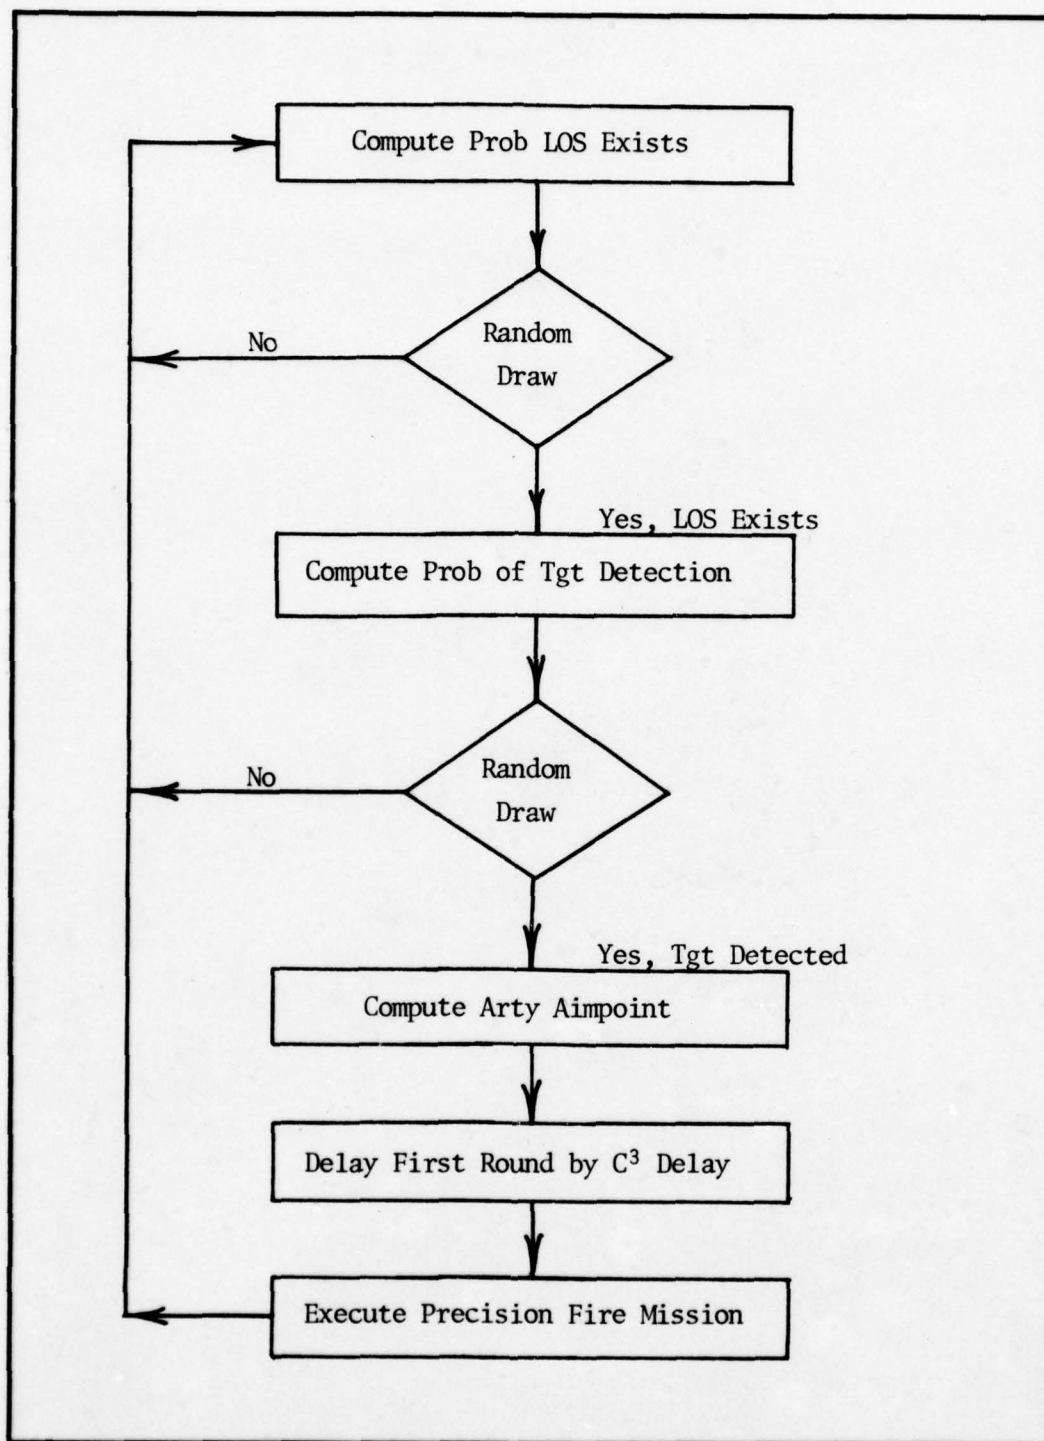 Compute Prob LOS Exists
Random
Draw
No
Yes, LOS Exists
Compute Prob of Tgt Detection
Random
Draw
No
Yes, Tgt Detected
Compute Arty Aimpoint
Delay First Round by C³ Delay
Execute Precision Fire Mission